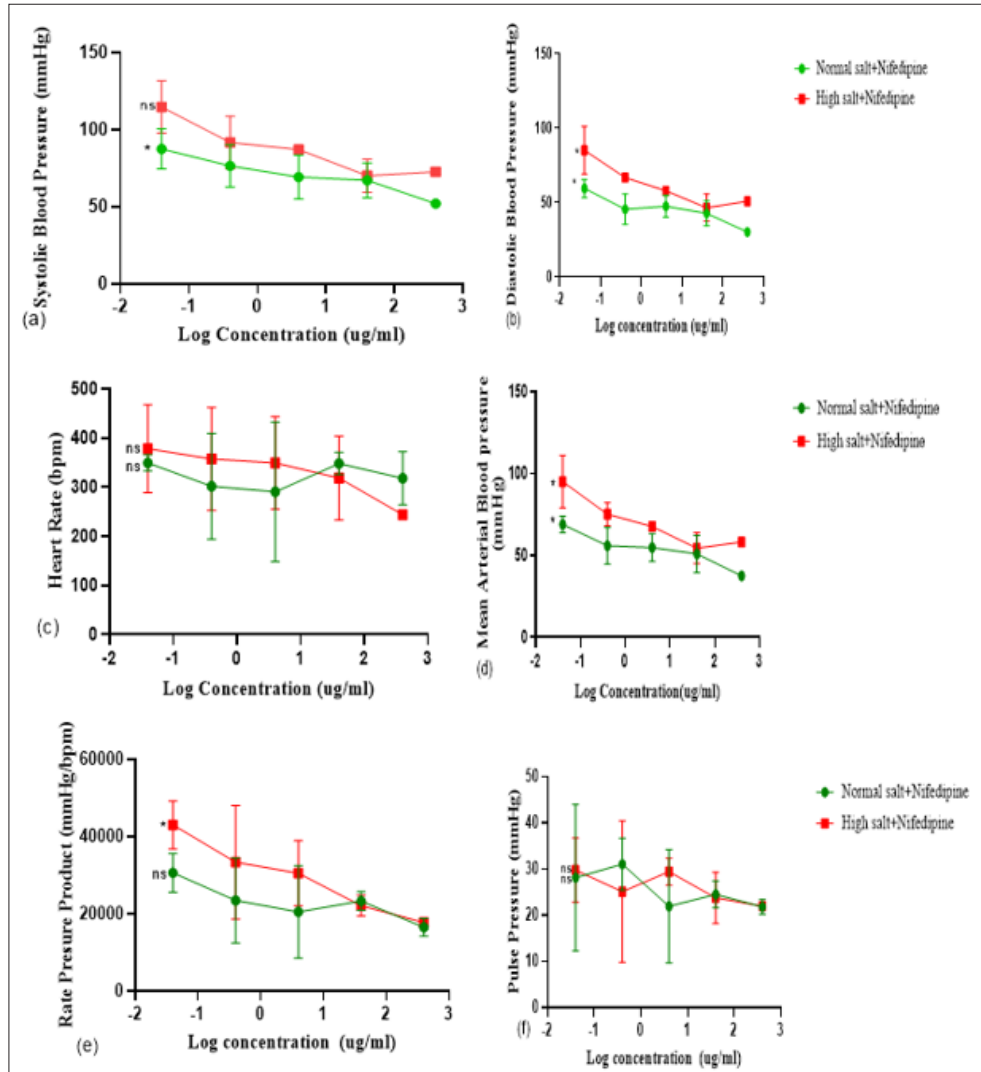 Systolic Blood Pressure (mmHg)
150
100
50
0
ns
*
-2
-1
0
1
2
3
Log Concentration (ug/ml)
(a)
Diastolic Blood Pressure (mmHg)
150
100
50
0
*
*
-2
-1
0
1
2
3
Log concentration (ug/ml)
(b)
Normal salt+Nifedipine
High salt+Nifedipine
Heart Rate (bpm)
500
400
300
200
100
0
ns
ns
-2
-1
0
1
2
3
Log Concentration (ug/ml)
(c)
Mean Arterial Blood pressure
(mmHg)
150
100
50
0
*
*
-2
-1
0
1
2
3
Log Concentration(ug/ml)
(d)
Normal salt+Nifedipine
High salt+Nifedipine
Rate Presure Product (mmHg/bpm)
60000
40000
20000
0
*
ns
-2
-1
0
1
2
3
Log concentration (ug/ml)
(e)
Pulse Pressure (mmHg)
50
40
30
20
10
0
ns
ns
-2
-1
0
1
2
3
Log concentration (ug/ml)
(f)
Normal salt+Nifedipine
High salt+Nifedipine